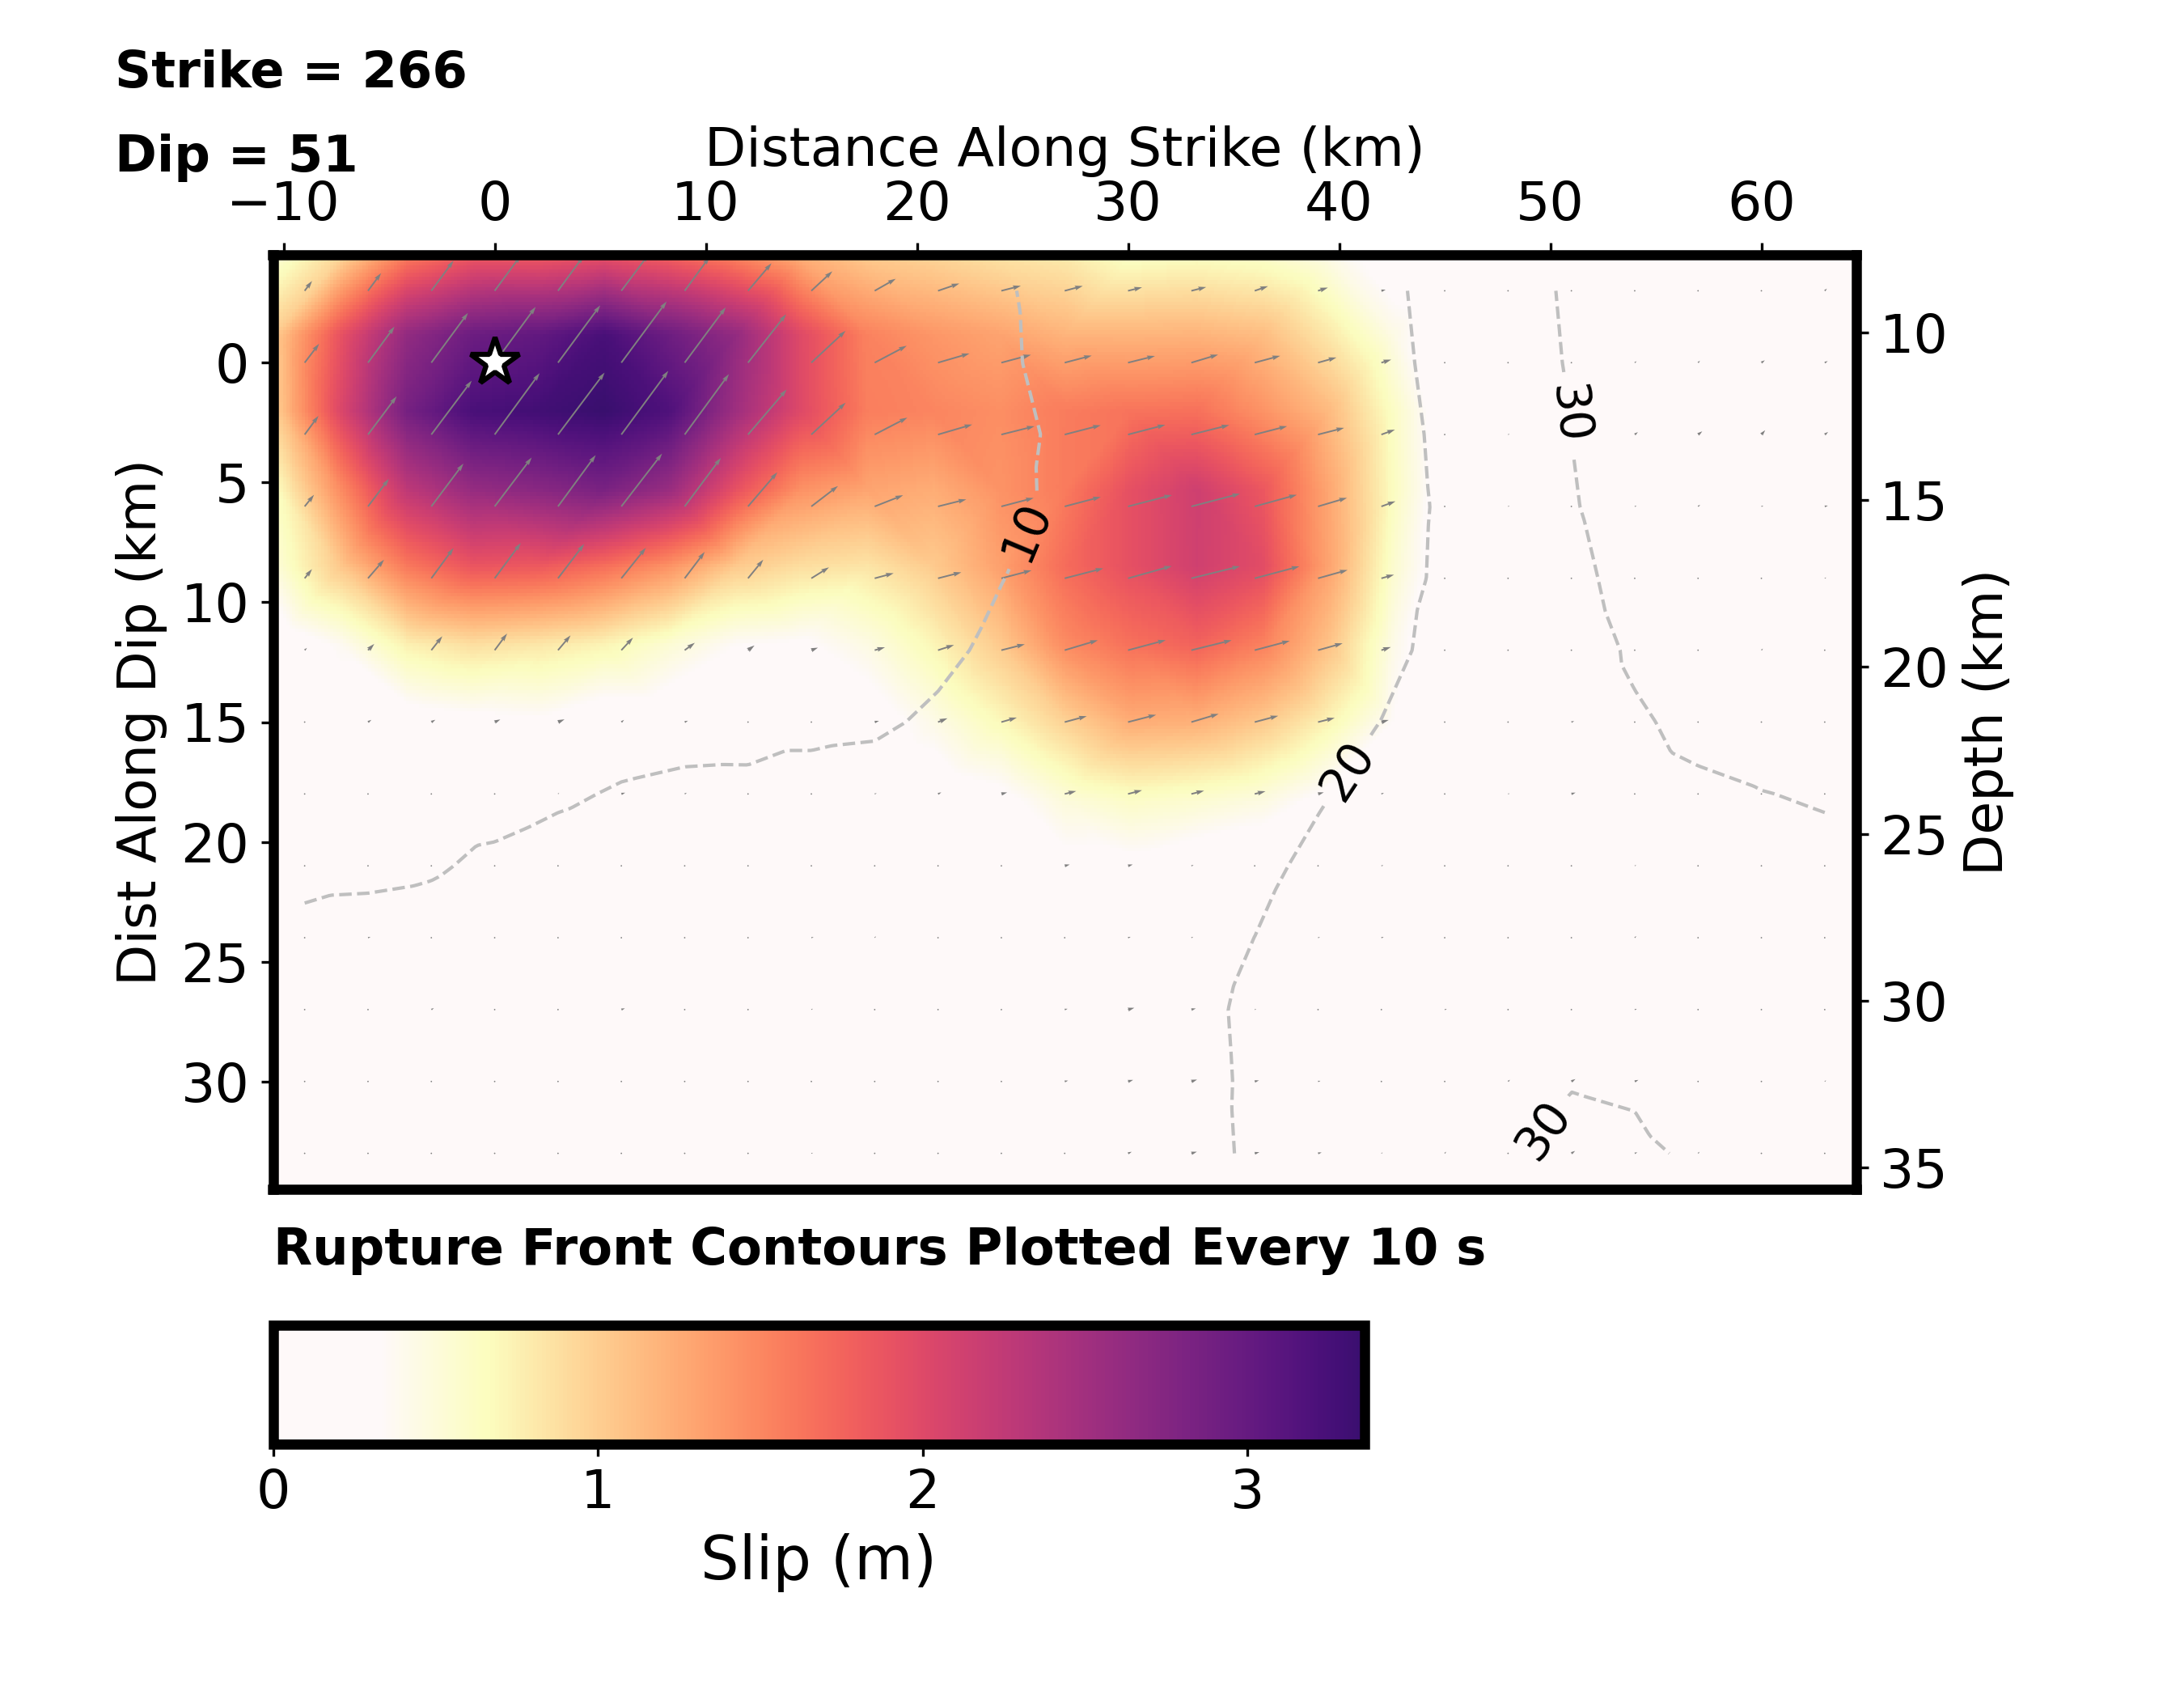 Strike = 266
Dip = 51
Distance Along Strike (km)
−10 0 10 20 30 40 50 60
Dist Along Dip (km)
0
5
10
15
20
25
30
10
15
20
25
30
35
Depth (km)
10
20
30
30
Rupture Front Contours Plotted Every 10 s
0 1 2 3
Slip (m)